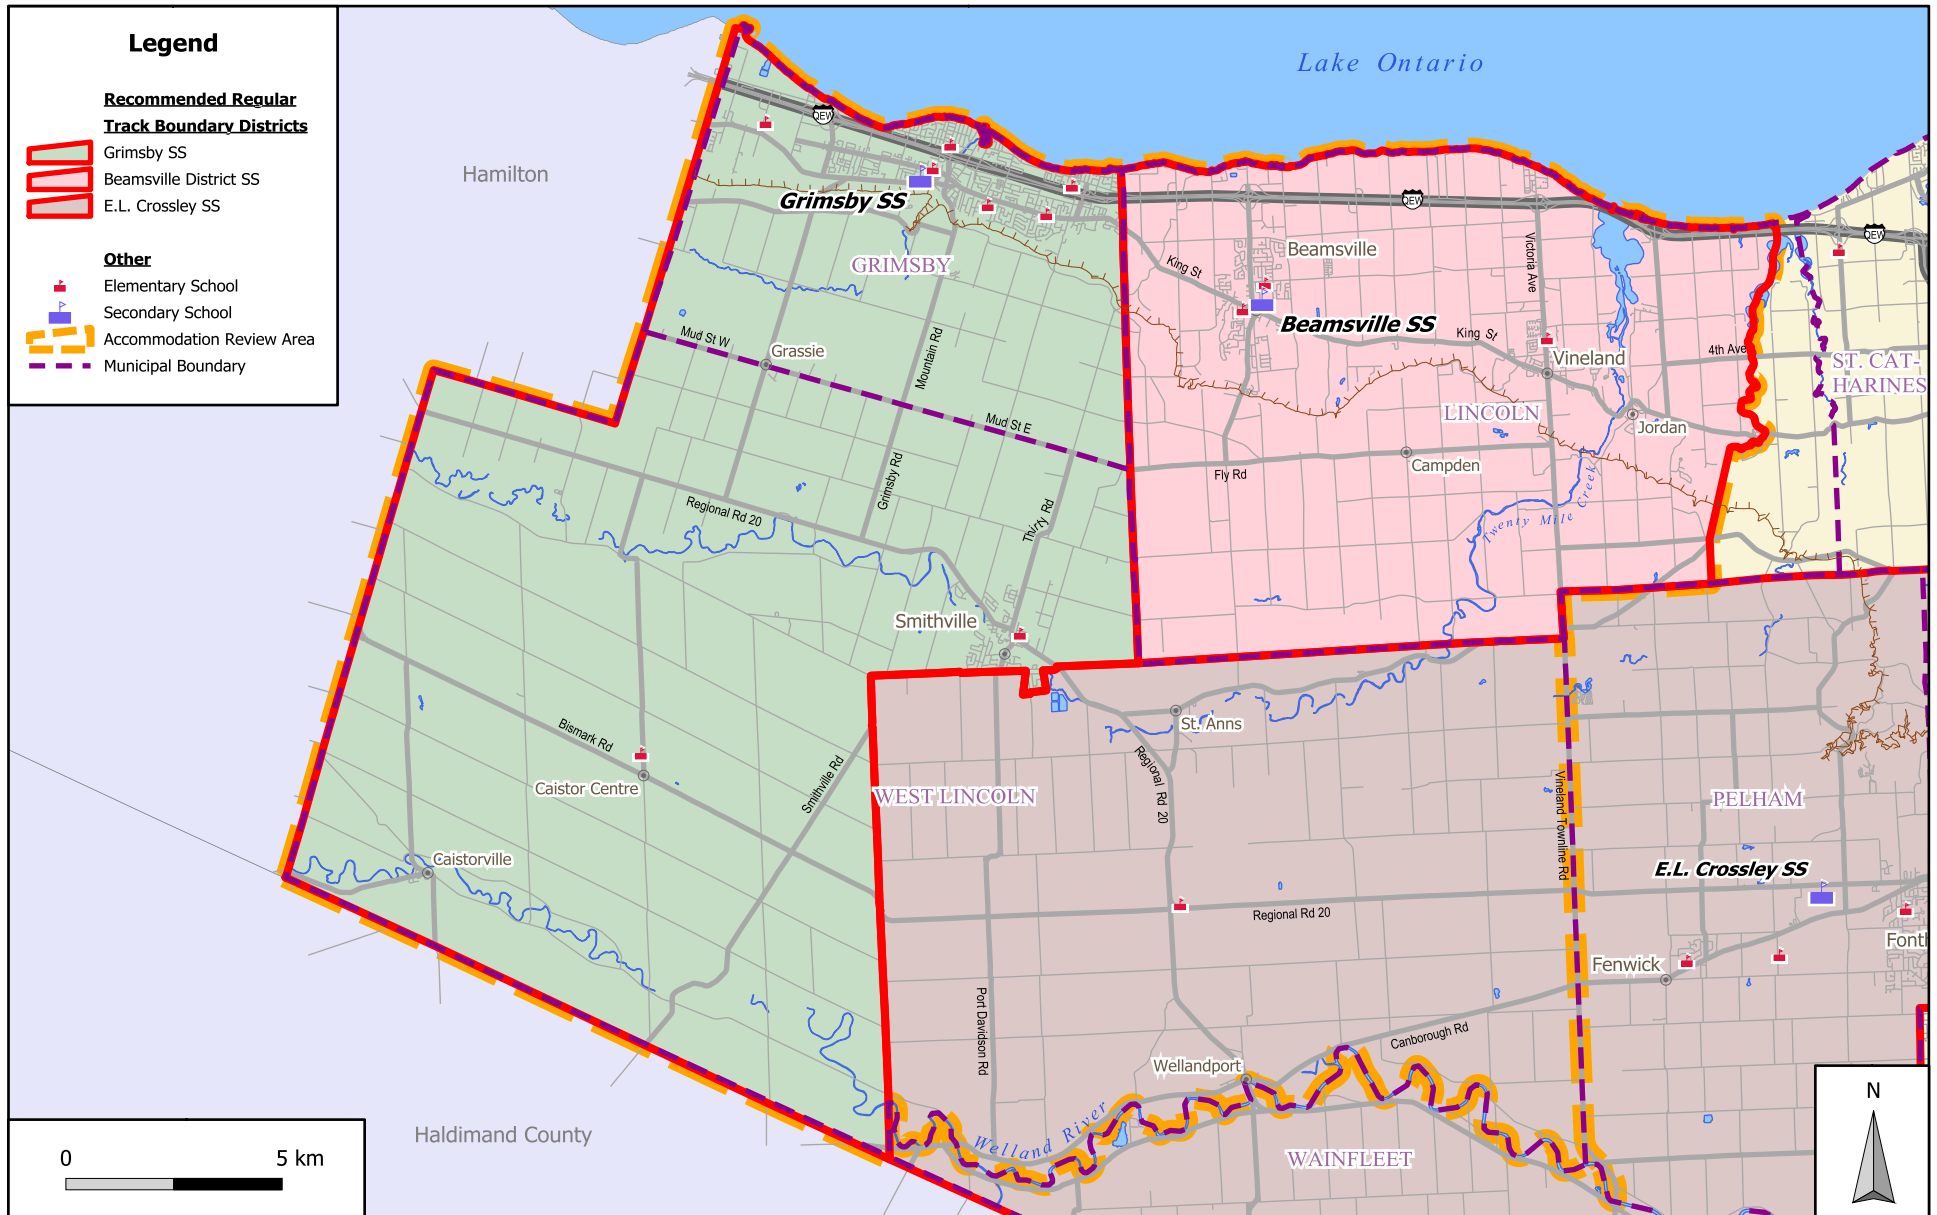 Legend
Recommended Regular
Track Boundary Districts
Grimsby SS
Beamsville District SS
E.L. Crossley SS
Other
Elementary School
Secondary School
Accommodation Review Area
Municipal Boundary
Lake Ontario
Hamilton
QEW
QEW
QEW
Grimsby SS
GRIMSBY
Beamsville
King St
Victoria Ave
Beamsville SS
King St
4th Ave
Vineland
ST. CAT-
HARINES
Mud St W
Grassie
Mountain Rd
Mud St E
LINCOLN
Jordan
Campden
Fly Rd
Grimsby Rd
Thirty Rd
Regional Rd 20
Twenty Mile Creek
Smithville
St. Anns
Bismark Rd
Caistor Centre
Smithville Rd
WEST LINCOLN
Regional Rd 20
Vineland Townline Rd
PELHAM
Caistorville
E.L. Crossley SS
Regional Rd 20
Fonth
Fenwick
Port Davidson Rd
Canborough Rd
Wellandport
Welland River
WAINFLEET
Haldimand County
0
5 km
N